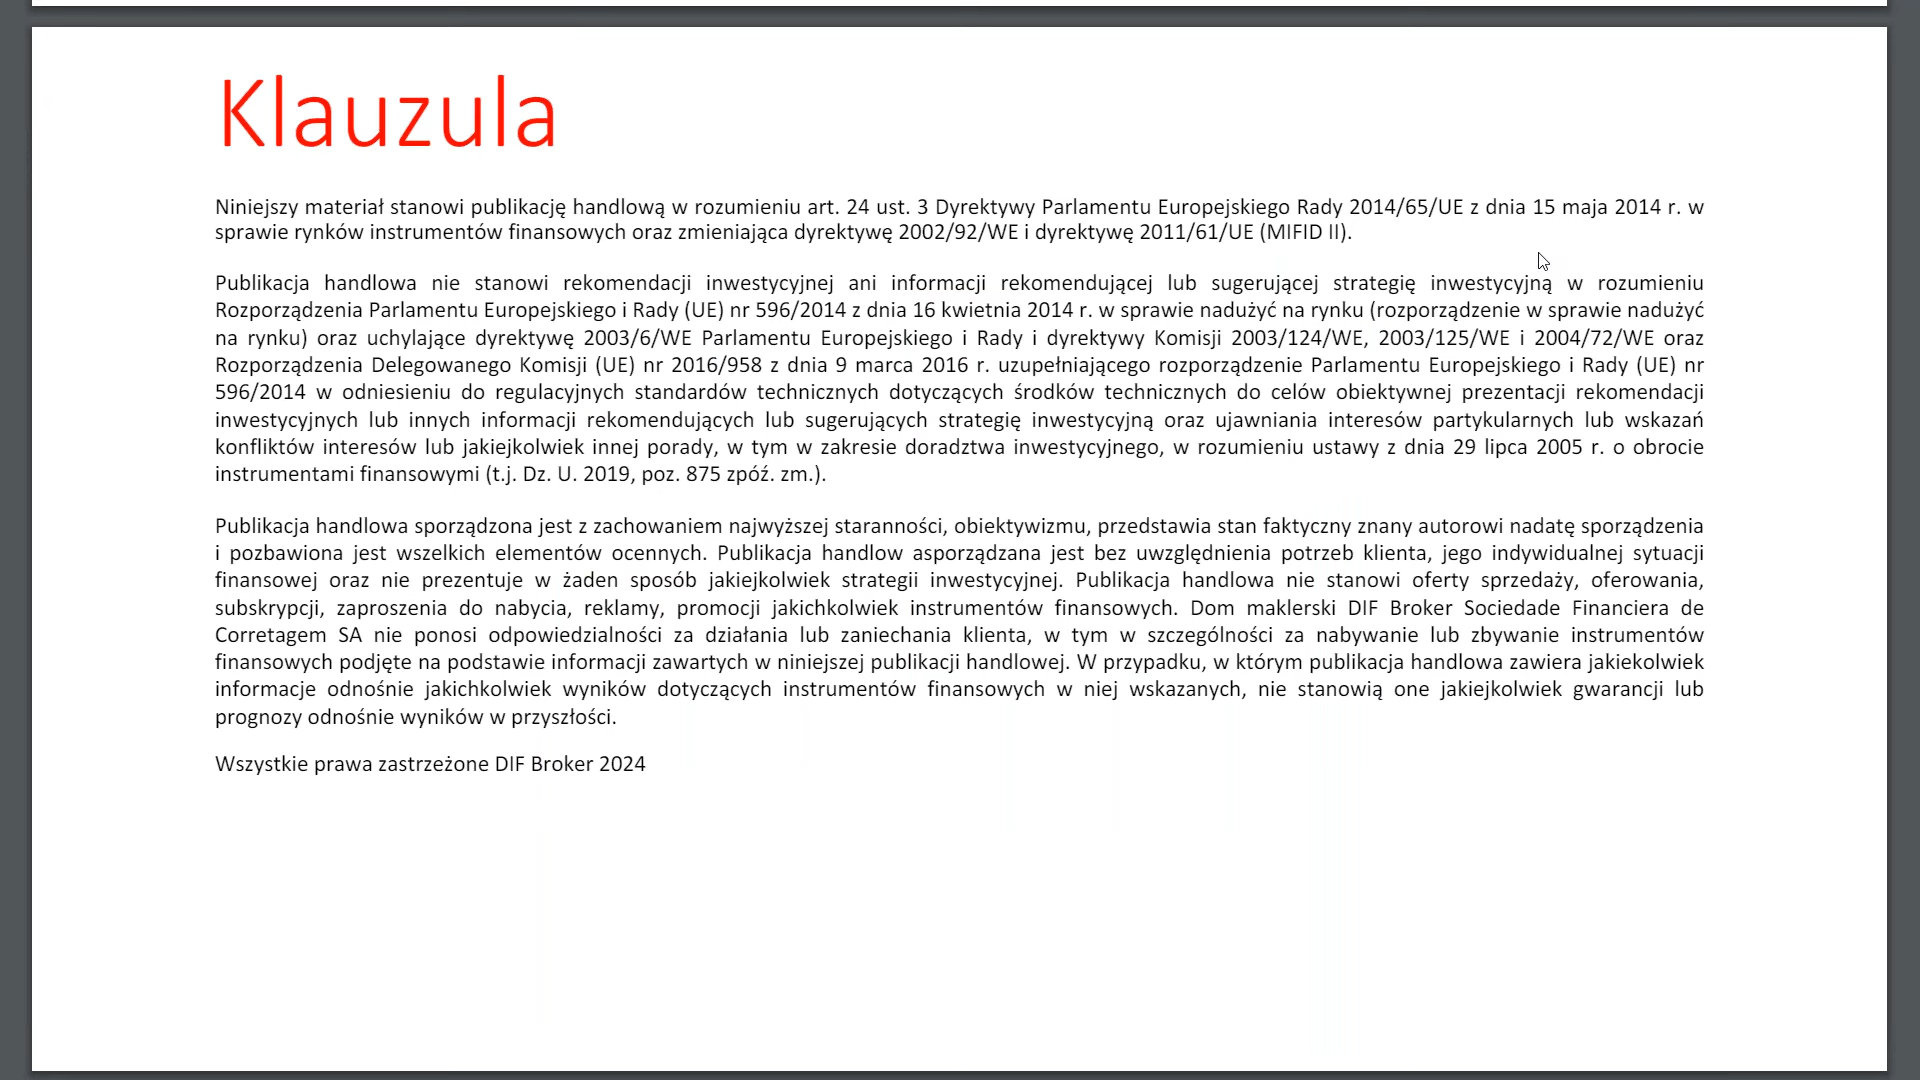 Klauzula
Niniejszy materiał stanowi publikację handlową w rozumieniu art. 24 ust. 3 Dyrektywy Parlamentu Europejskiego Rady 2014/65/UE z dnia 15 maja 2014 r. w
sprawie rynków instrumentów finansowych oraz zmieniająca dyrektywę 2002/92/WE i dyrektywę 2011/61/UE (MIFID II).
Publikacja handlowa nie stanowi rekomendacji inwestycyjnej ani informacji rekomendującej lub sugerującej strategię inwestycyjną w rozumieniu
Rozporządzenia Parlamentu Europejskiego i Rady (UE) nr 596/2014 z dnia 16 kwietnia 2014 r. w sprawie nadużyć na rynku (rozporządzenie w sprawie nadużyć
na rynku) oraz uchylające dyrektywę 2003/6/WE Parlamentu Europejskiego i Rady i dyrektywy Komisji 2003/124/WE, 2003/125/WE i 2004/72/WE oraz
Rozporządzenia Delegowanego Komisji (UE) nr 2016/958 z dnia 9 marca 2016 r. uzupełniającego rozporządzenie Parlamentu Europejskiego i Rady (UE) nr
596/2014 w odniesieniu do regulacyjnych standardów technicznych dotyczących środków technicznych do celów obiektywnej prezentacji rekomendacji
inwestycyjnych lub innych informacji rekomendujących lub sugerujących strategię inwestycyjną oraz ujawniania interesów partykularnych lub wskazań
konfliktów interesów lub jakiejkolwiek innej porady, w tym w zakresie doradztwa inwestycyjnego, w rozumieniu ustawy z dnia 29 lipca 2005 r. o obrocie
instrumentami finansowymi (t.j. Dz. U. 2019, poz. 875 zpóź. zm.).
Publikacja handlowa sporządzona jest z zachowaniem najwyższej staranności, obiektywizmu, przedstawia stan faktyczny znany autorowi nadatę sporządzenia
i pozbawiona jest wszelkich elementów ocennych. Publikacja handlow asporządzana jest bez uwzględnienia potrzeb klienta, jego indywidualnej sytuacji
finansowej oraz nie prezentuje w żaden sposób jakiejkolwiek strategii inwestycyjnej. Publikacja handlowa nie stanowi oferty sprzedaży, oferowania,
subskrypcji, zaproszenia do nabycia, reklamy, promocji jakichkolwiek instrumentów finansowych. Dom maklerski DIF Broker Sociedade Financiera de
Corretagem SA nie ponosi odpowiedzialności za działania lub zaniechania klienta, w tym w szczególności za nabywanie lub zbywanie instrumentów
finansowych podjęte na podstawie informacji zawartych w niniejszej publikacji handlowej. W przypadku, w którym publikacja handlowa zawiera jakiekolwiek
informacje odnośnie jakichkolwiek wyników dotyczących instrumentów finansowych w niej wskazanych, nie stanowią one jakiejkolwiek gwarancji lub
prognozy odnośnie wyników w przyszłości.
Wszystkie prawa zastrzeżone DIF Broker 2024